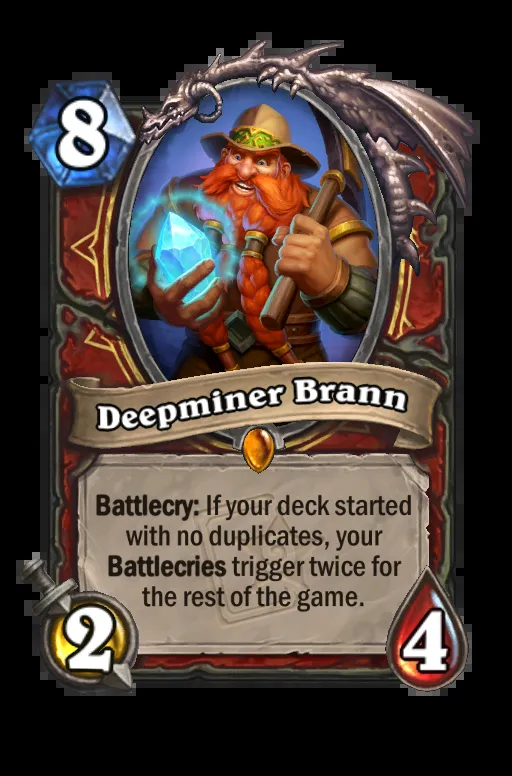 8
Deepminer Brann
Battlecry: If your deck started
with no duplicates, your
Battlecries trigger twice for
the rest of the game.
2
4